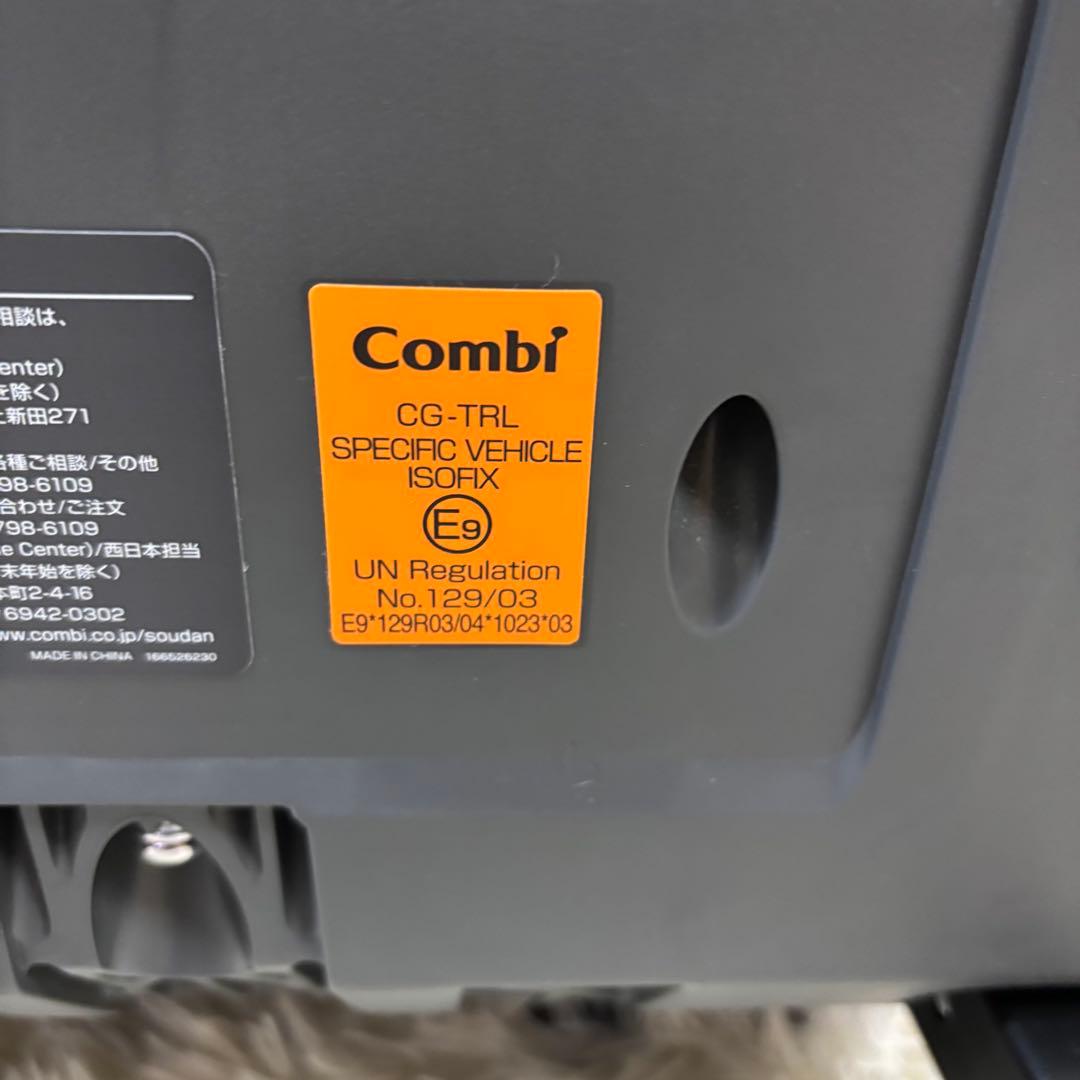 相談は、
enter)
を除く)
新田271
各種ご相談/その他
98-6109
合わせ/ご注文
798-6109
se Center)/西日本担当
末年始を除く)
本町2-4-16
6942-0302
ww.combi.co.jp/soudan
MADE IN CHINA 166526230
Combi
CG-TRL
SPECIFIC VEHICLE
ISOFIX
E9
UN Regulation
No.129/03
E9*129R03/04*1023*03